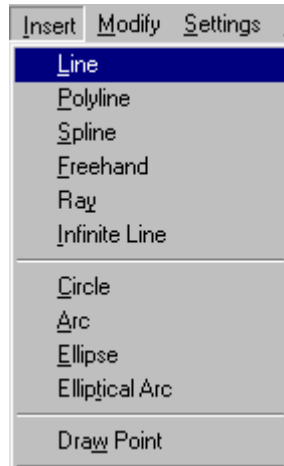 Insert Modify Settings
Line
Polyline
Spline
Freehand
Ray
Infinite Line
Circle
Arc
Ellipse
Elliptical Arc
Draw Point